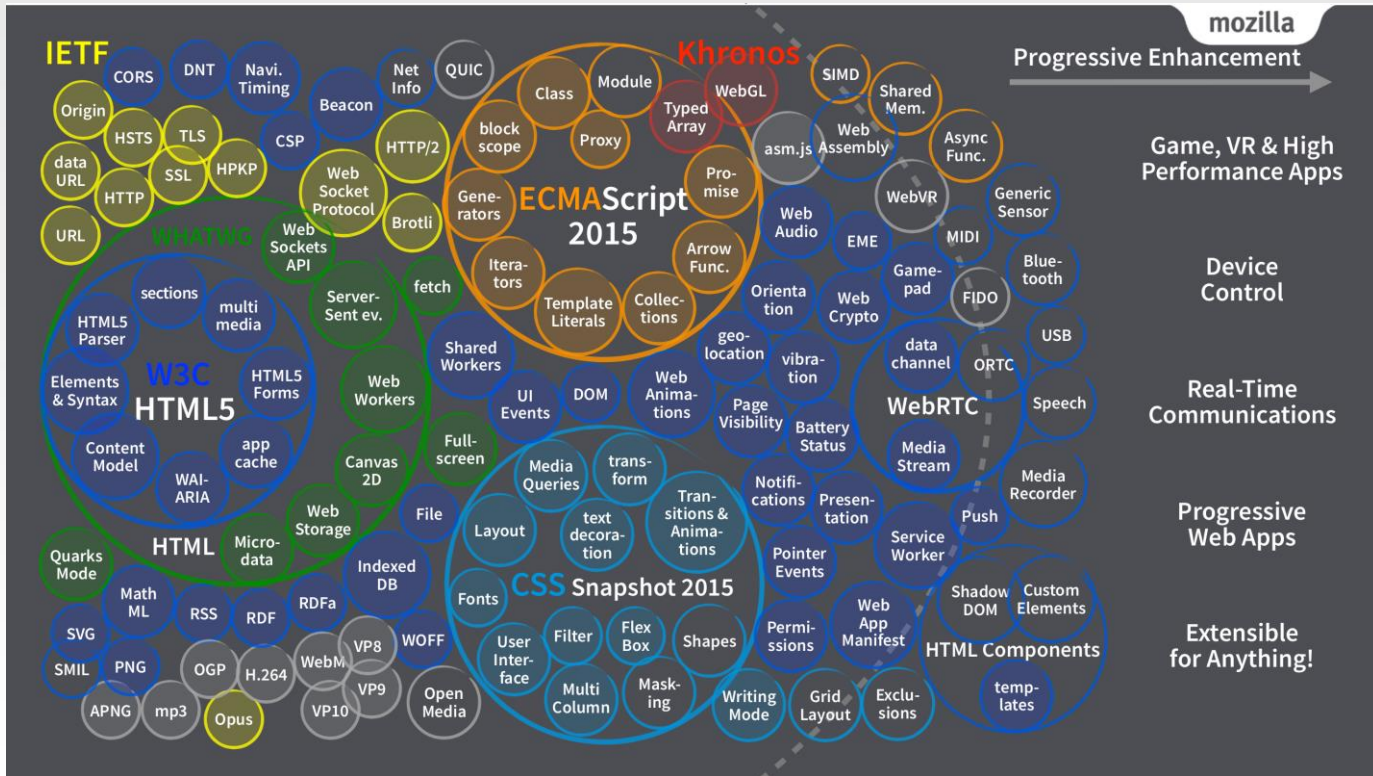 mozilla
Progressive Enhancement
IETF
CORS
DNT
Navi.
Timing
Beacon
Net
Info
QUIC
Origin
HSTS
TLS
CSP
HTTP/2
data
URL
HTTP
SSL
HPKP
Web
Socket
Protocol
Brotli
URL
Khronos
Class
Module
Typed
Array
WebGL
block
scope
Proxy
Gene-
rators
ECMAScript
2015
Pro-
mise
Itera-
tors
Template
Literals
Collec-
tions
Arrow
Func.
SIMD
Shared
Mem.
asm.js
Web
Assembly
Async
Func.
WebVR
Generic
Sensor
Web
Audio
EME
MIDI
Blue-
tooth
Orienta
tion
Web
Crypto
Game-
pad
FIDO
USB
Game, VR & High
Performance Apps
Device
Control
Real-Time
Communications
Progressive
Web Apps
Extensible
for Anything!
WHATWG
Web
Sockets
API
sections
multi
media
Server-
Sent ev.
fetch
HTML5
Parser
W3C
HTML5
Elements
& Syntax
HTML5
Forms
Web
Workers
Content
Model
WAI-
ARIA
app
cache
Canvas
2D
Full-
screen
Web
Storage
HTML
Micro-
data
Quarks
Mode
Shared
Workers
UI
Events
DOM
Web
Anima-
tions
geo-
location
vibra-
tion
Page
Visibility
Battery
Status
data
channel
ORTC
WebRTC
Media
Stream
Speech
Media
Recorder
Notifi-
cations
Presen-
tation
Push
Service
Worker
Pointer
Events
Permi-
ssions
Web
App
Manifest
Shadow
DOM
Custom
Elements
HTML Components
temp-
lates
File
Indexed
DB
Math
ML
RSS
RDF
RDFa
WOFF
SVG
SMIL
PNG
OGP
H.264
WebM
VP8
VP9
VP10
APNG
mp3
Opus
Open
Media
Media
Queries
trans-
form
Layout
text
decora-
tion
Tran-
sitions &
Anima-
tions
CSS Snapshot 2015
Fonts
User
Inter-
face
Filter
Flex
Box
Shapes
Multi
Column
Mask-
ing
Writing
Mode
Grid
Layout
Exclu-
sions